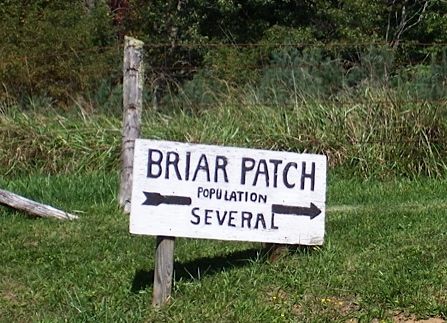 BRIAR PATCH
POPULATION
SEVERAL